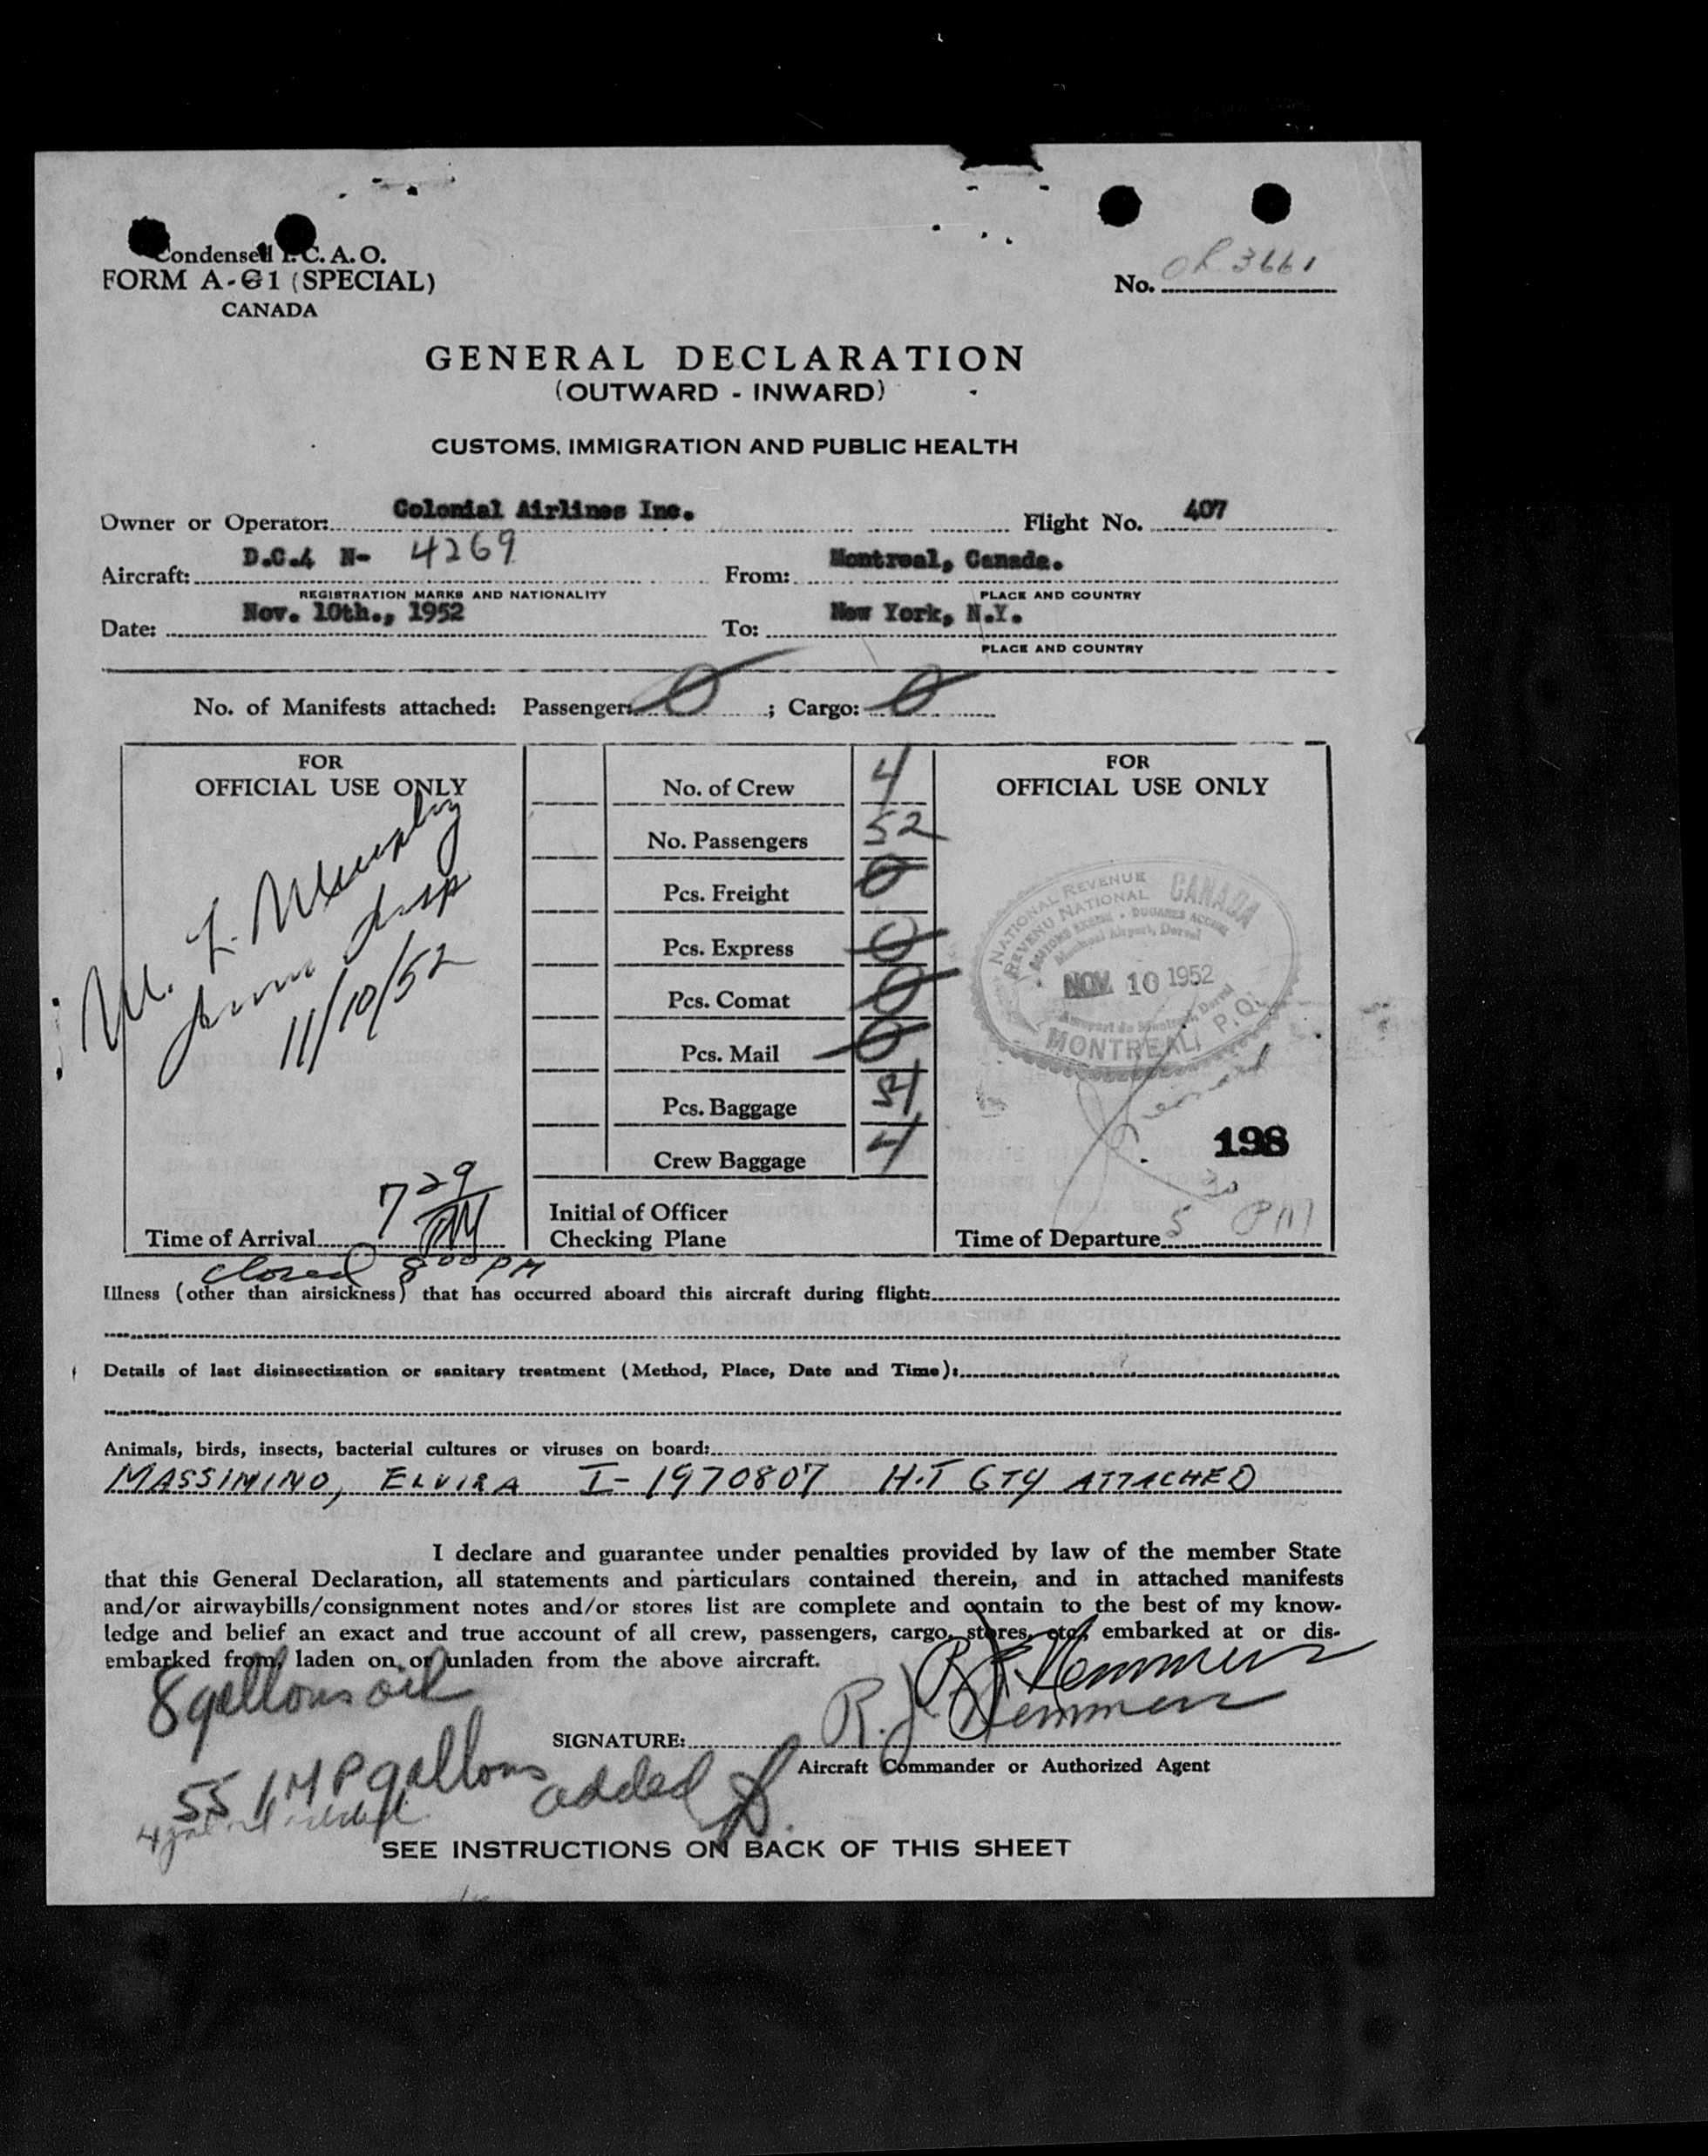 Condensed I.C.A.O.
FORM A-G1 (SPECIAL)
CANADA
No. 3661
GENERAL DECLARATION
(OUTWARD - INWARD)
CUSTOMS, IMMIGRATION AND PUBLIC HEALTH
Owner or Operator: Colonial Airlines Inc. Flight No. 407
Aircraft: D.C.4 N- 4269 From: Montreal, Canada.
REGISTRATION MARKS AND NATIONALITY PLACE AND COUNTRY
Date: Nov. 10th., 1952 To: New York, N.Y.
PLACE AND COUNTRY
No. of Manifests attached: Passenger: 0 ; Cargo: 0
FOR
OFFICIAL USE ONLY
M. F. Murphy
11/10/52
Time of Arrival 7 29 PM
closed 8 00 PM
No. of Crew 4
No. Passengers 52
Pcs. Freight 0
Pcs. Express 0
Pcs. Comat 0
Pcs. Mail 0
Pcs. Baggage 51
Crew Baggage 4
Initial of Officer
Checking Plane
FOR
OFFICIAL USE ONLY
NATIONAL REVENUE CANADA
REVENU NATIONAL
Montreal Airport, Dorval
NOV 10 1952
Aeroport de Montreal, Dorval
MONTREAL, P.Q.
198
Time of Departure 5 30 PM
Illness (other than airsickness) that has occurred aboard this aircraft during flight:
Details of last disinsectization or sanitary treatment (Method, Place, Date and Time):
Animals, birds, insects, bacterial cultures or viruses on board:
MASSIMINO, ELVIRA I-1970807 H.T GTY ATTACHED
I declare and guarantee under penalties provided by law of the member State
that this General Declaration, all statements and particulars contained therein, and in attached manifests
and/or airwaybills/consignment notes and/or stores list are complete and contain to the best of my know-
ledge and belief an exact and true account of all crew, passengers, cargo, stores, etc, embarked at or dis-
embarked from, laden on, or unladen from the above aircraft.
8 gallons oil
SIGNATURE: R. J. Hemmen
Aircraft Commander or Authorized Agent
55 IMP gallons added
SEE INSTRUCTIONS ON BACK OF THIS SHEET